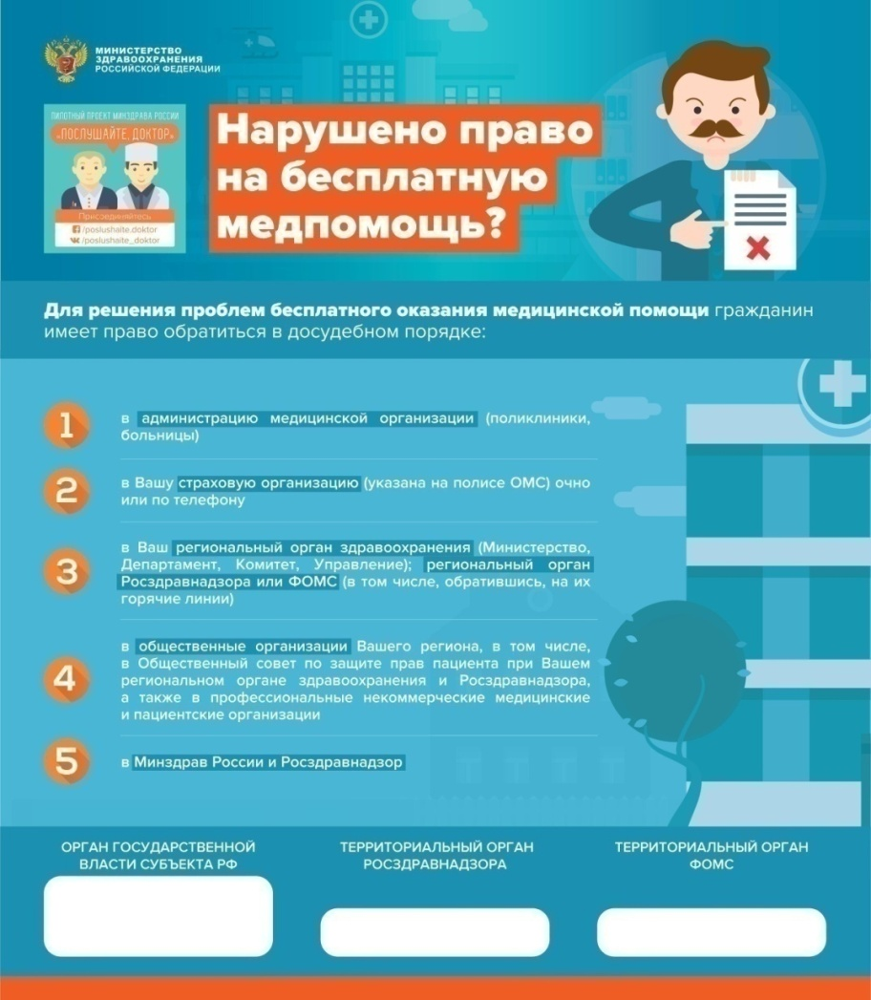 МИНИСТЕРСТВО
ЗДРАВООХРАНЕНИЯ
РОССИЙСКОЙ ФЕДЕРАЦИИ
ПИЛОТНЫЙ ПРОЕКТ МИНЗДРАВА РОССИИ
«ПОСЛУШАЙТЕ, ДОКТОР»
Присоединяйтесь
/poslushaite.doktor
/poslushaite_doktor
Нарушено право
на бесплатную
медпомощь?
Для решения проблем бесплатного оказания медицинской помощи гражданин
имеет право обратиться в досудебном порядке:
1
в администрацию медицинской организации (поликлиники,
больницы)
2
в Вашу страховую организацию (указана на полисе ОМС) очно
или по телефону
3
в Ваш региональный орган здравоохранения (Министерство,
Департамент, Комитет, Управление); региональный орган
Росздравнадзора или ФОМС (в том числе, обратившись, на их
горячие линии)
4
в общественные организации Вашего региона, в том числе,
в Общественный совет по защите прав пациента при Вашем
региональном органе здравоохранения и Росздравнадзора,
а также в профессиональные некоммерческие медицинские
и пациентские организации
5
в Минздрав России и Росздравнадзор
ОРГАН ГОСУДАРСТВЕННОЙ
ВЛАСТИ СУБЪЕКТА РФ
ТЕРРИТОРИАЛЬНЫЙ ОРГАН
РОСЗДРАВНАДЗОРА
ТЕРРИТОРИАЛЬНЫЙ ОРГАН
ФОМС